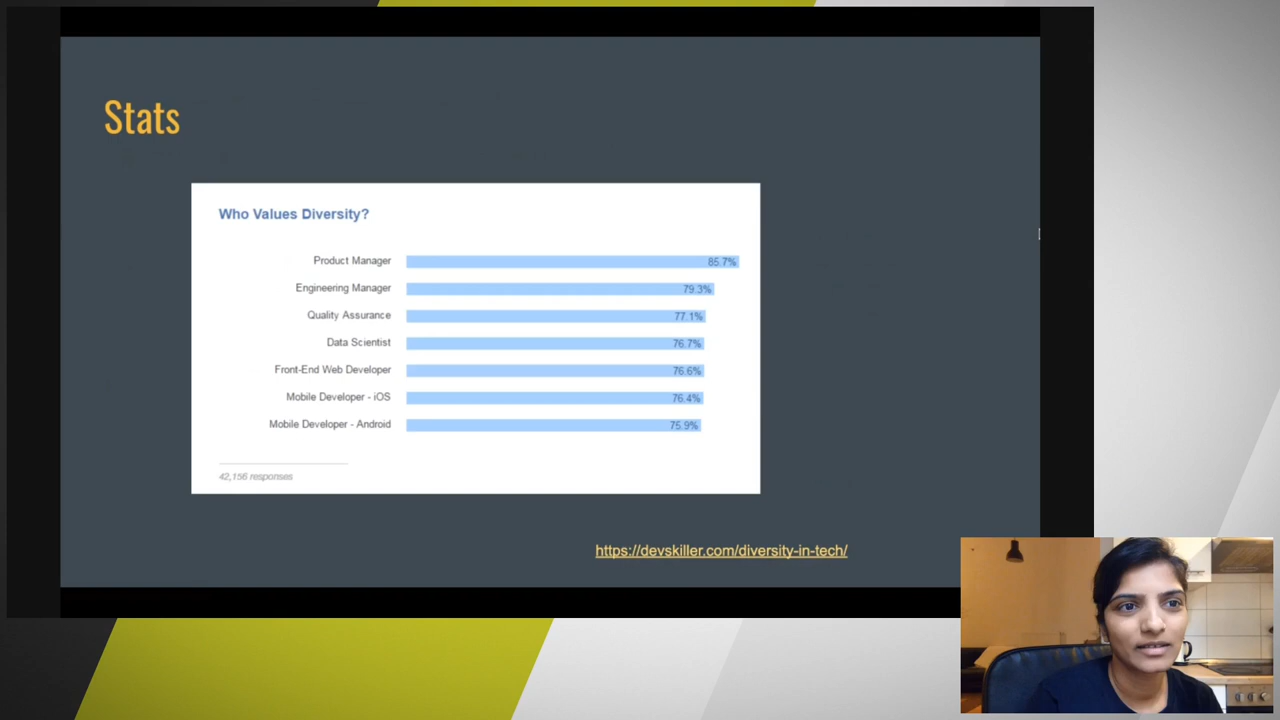 Stats
Who Values Diversity?
Product Manager 85.7%
Engineering Manager 79.3%
Quality Assurance 77.1%
Data Scientist 76.7%
Front-End Web Developer 76.6%
Mobile Developer - iOS 76.4%
Mobile Developer - Android 75.9%
42,156 responses
https://devskiller.com/diversity-in-tech/